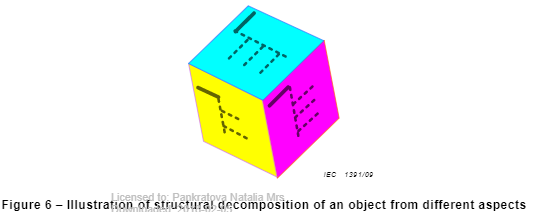 IEC 1391/09
Licensed to: Pankratova Natalia Mrs.
Figure 6 – Illustration of structural decomposition of an object from different aspects